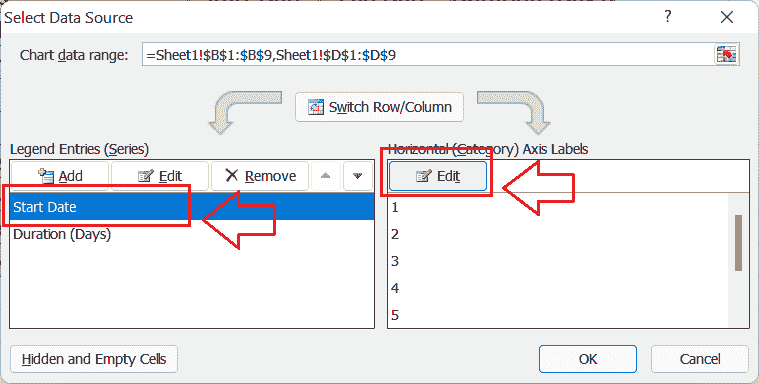 Select Data Source ? ×
Chart data range: =Sheet1!$B$1:$B$9,Sheet1!$D$1:$D$9
Switch Row/Column
Legend Entries (Series)
Add Edit Remove
Start Date
Duration (Days)
Horizontal (Category) Axis Labels
Edit
1
2
3
4
5
Hidden and Empty Cells
OK Cancel